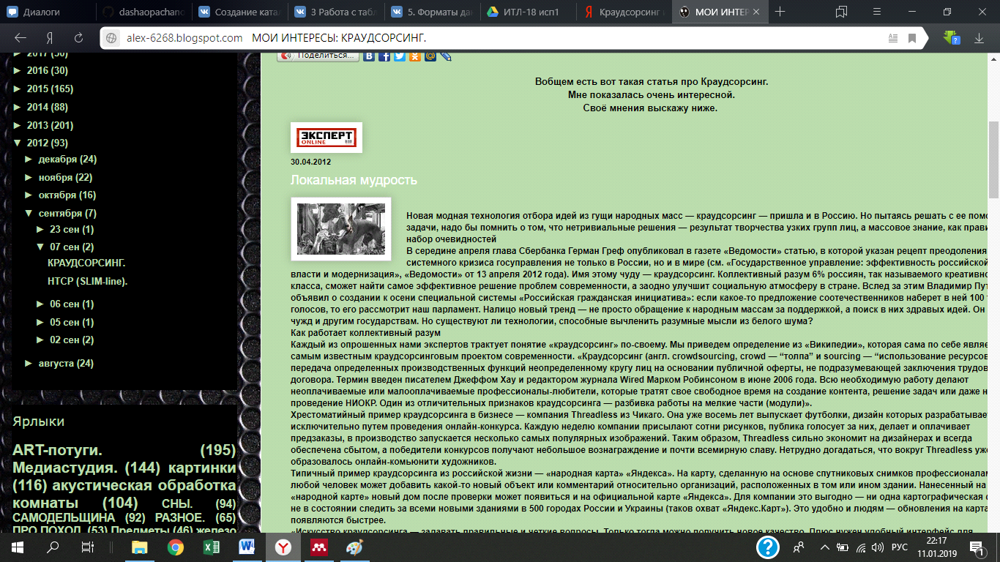 Диалоги
dashaopachanc
Создание ката
3 Работа с табл
5. Форматы да
ИТЛ-18 исп1
Краудсорсинг
МОИ ИНТЕР
alex-6268.blogspot.com МОИ ИНТЕРЕСЫ: КРАУДСОРСИНГ.
2016 (30)
2015 (165)
2014 (88)
2013 (201)
2012 (93)
декабря (24)
ноября (22)
октября (16)
сентября (7)
23 сен (1)
07 сен (2)
КРАУДСОРСИНГ.
HTCP (SLIM-line).
06 сен (1)
05 сен (1)
02 сен (2)
августа (24)
Ярлыки
ART-потуги. (195)
Медиастудия. (144) картинки
(116) акустическая обработка
комнаты (104) СНЫ. (94)
САМОДЕЛЬЩИНА (92) РАЗНОЕ. (65)
ПРО ПОХОД. (53) Предметы (46) железо
Поделиться...
Вобщем есть вот такая статья про Краудсорсинг.
Мне показалась очень интересной.
Своё мнения выскажу ниже.
ЭКСПЕРТ
ONLINE
30.04.2012
Локальная мудрость
Новая модная технология отбора идей из гущи народных масс — краудсорсинг — пришла и в Россию. Но пытаясь решать с ее помо
задачи, надо бы помнить о том, что нетривиальные решения — результат творчества узких групп лиц, а массовое знание, как прави
набор очевидностей
В середине апреля глава Сбербанка Герман Греф опубликовал в газете «Ведомости» статью, в которой указан рецепт преодоления
системного кризиса госуправления не только в России, но и в мире (см. «Государственное управление: эффективность российской
власти и модернизация», «Ведомости» от 13 апреля 2012 года). Имя этому чуду — краудсорсинг. Коллективный разум 6% россиян, так называемого креативно
класса, сможет найти самое эффективное решение проблем современности, а заодно улучшит социальную атмосферу в стране. Вслед за этим Владимир Пут
объявил о создании к осени специальной системы «Российская гражданская инициатива»: если какое-то предложение соотечественников наберет в ней 100 т
голосов, то его рассмотрит наш парламент. Налицо новый тренд — не просто обращение к народным массам за поддержкой, а поиск в них здравых идей. Он
чужд и другим государствам. Но существуют ли технологии, способные вычленить разумные мысли из белого шума?
Как работает коллективный разум
Каждый из опрошенных нами экспертов трактует понятие «краудсорсинг» по-своему. Мы приведем определение из «Википедии», которая сама по себе являе
самым известным краудсорсинговым проектом современности. «Краудсорсинг (англ. crowdsourcing, crowd — “толпа” и sourcing — “использование ресурсов
передача определенных производственных функций неопределенному кругу лиц на основании публичной оферты, не подразумевающей заключения трудов
договора. Термин введен писателем Джеффом Хау и редактором журнала Wired Марком Робинсоном в июне 2006 года. Всю необходимую работу делают
неоплачиваемые или малооплачиваемые профессионалы-любители, которые тратят свое свободное время на создание контента, решение задач или даже н
проведение НИОКР. Один из отличительных признаков краудсорсинга — разбивка работы на мелкие части (модули)».
Хрестоматийный пример краудсорсинга в бизнесе — компания Threadless из Чикаго. Она уже восемь лет выпускает футболки, дизайн которых разрабатывает
исключительно путем проведения онлайн-конкурса. Каждую неделю компании присылают сотни рисунков, публика голосует за них, делает и оплачивает
предзаказы, в производство запускается несколько самых популярных изображений. Таким образом, Threadless сильно экономит на дизайнерах и всегда
обеспечена сбытом, а победители конкурсов получают небольшое вознаграждение и почти всемирную славу. Нетрудно догадаться, что вокруг Threadless уже
образовалось онлайн-комьюнити художников.
Типичный пример краудсорсинга из российской жизни — «народная карта» «Яндекса». На карту, сделанную на основе спутниковых снимков профессионалам
любой человек может добавить какой-то новый объект или комментарий относительно организаций, расположенных в том или ином здании. Нанесенный на
«народной карте» новый дом после проверки может появиться и на официальной карте «Яндекса». Для компании это выгодно — ни одна картографическая с
не в состоянии следить за всеми новыми зданиями в 500 городах России и Украины (таков охват «Яндекс.Карт»). Это удобно и людям — обновления на карта
появляются быстрее.
«Искусство краудсорсинга — задавать правильные и четкие вопросы. Только тогда можно получить новое качество. Плюс нужен удобный интерфейс для
РУС
22:17
11.01.2019